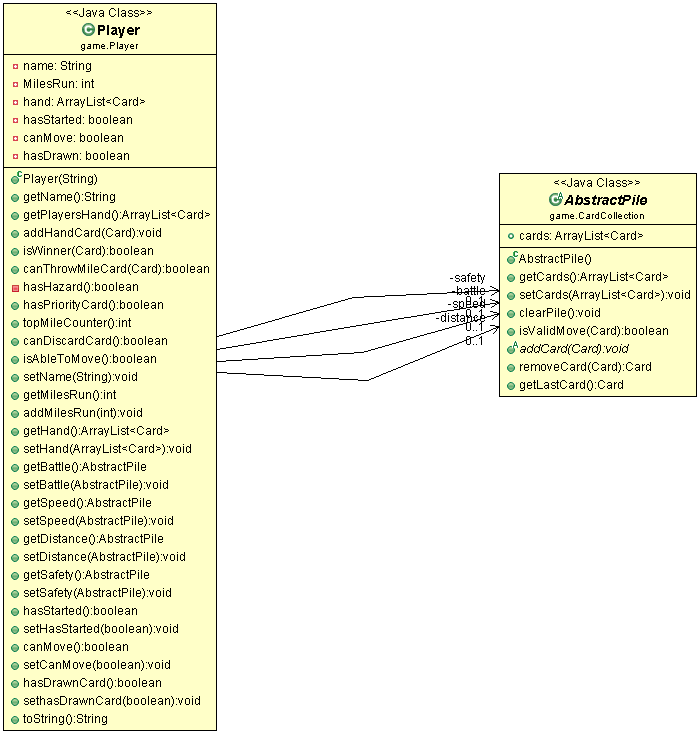 <<Java Class>>
Player
game.Player
name: String
MilesRun: int
hand: ArrayList<Card>
hasStarted: boolean
canMove: boolean
hasDrawn: boolean
Player(String)
getName():String
getPlayersHand():ArrayList<Card>
addHandCard(Card):void
isWinner(Card):boolean
canThrowMileCard(Card):boolean
hasHazard():boolean
hasPriorityCard():boolean
topMileCounter():int
canDiscardCard():boolean
isAbleToMove():boolean
setName(String):void
getMilesRun():int
addMilesRun(int):void
getHand():ArrayList<Card>
setHand(ArrayList<Card>):void
getBattle():AbstractPile
setBattle(AbstractPile):void
getSpeed():AbstractPile
setSpeed(AbstractPile):void
getDistance():AbstractPile
setDistance(AbstractPile):void
getSafety():AbstractPile
setSafety(AbstractPile):void
hasStarted():boolean
setHasStarted(boolean):void
canMove():boolean
setCanMove(boolean):void
hasDrawnCard():boolean
sethasDrawnCard(boolean):void
toString():String
-safety
-battle
0..1
-speed
0..1
-distance
0..1
0..1
<<Java Class>>
AbstractPile
game.CardCollection
cards: ArrayList<Card>
AbstractPile()
getCards():ArrayList<Card>
setCards(ArrayList<Card>):void
clearPile():void
isValidMove(Card):boolean
addCard(Card):void
removeCard(Card):Card
getLastCard():Card